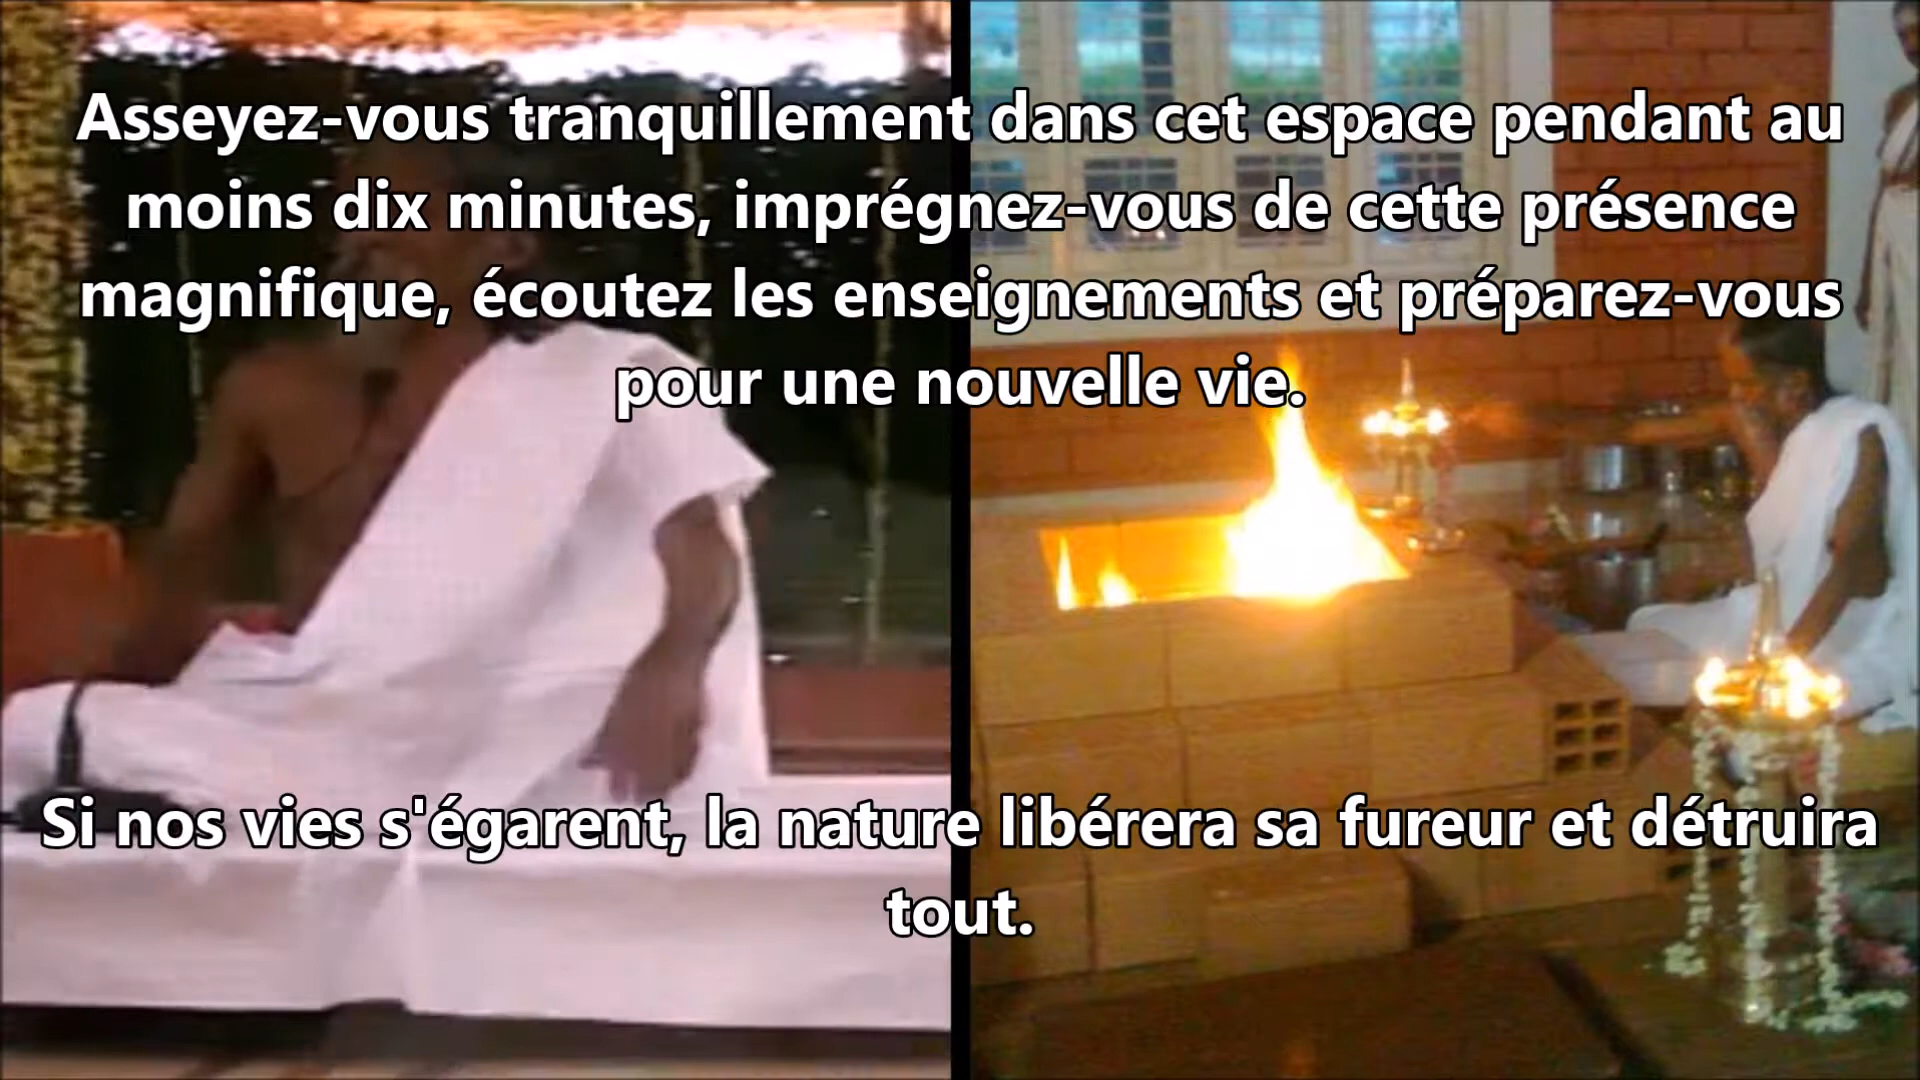 Asseyez-vous tranquillement dans cet espace pendant au
moins dix minutes, imprégnez-vous de cette présence
magnifique, écoutez les enseignements et préparez-vous
pour une nouvelle vie.
Si nos vies s'égarent, la nature libérera sa fureur et détruira
tout.